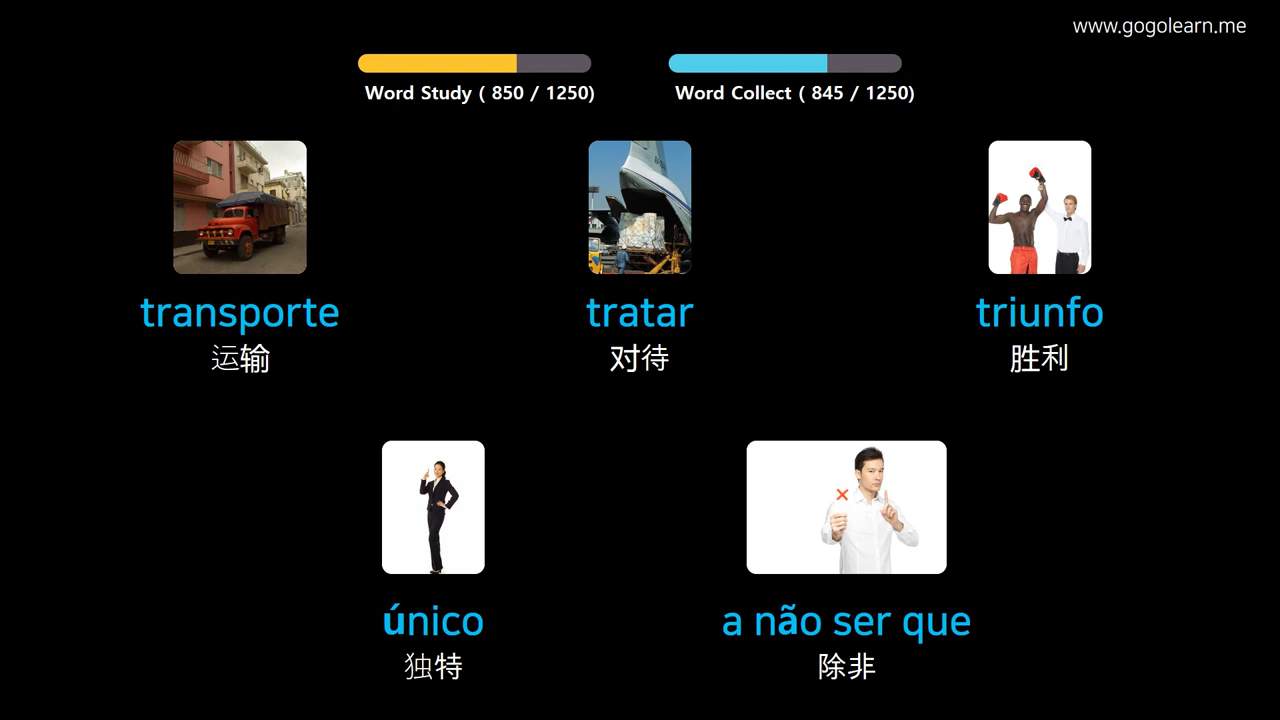 www.gogolearn.me
Word Study ( 850 / 1250)
Word Collect ( 845 / 1250)
transporte
运输
tratar
对待
triunfo
胜利
único
独特
a não ser que
除非